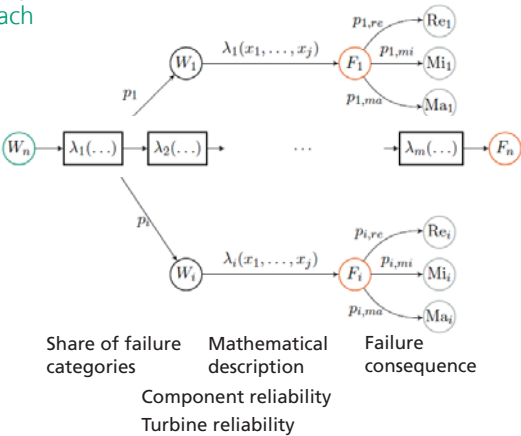 ach
W₁ λ₁(x₁, . . . , xⱼ) F₁ p₁,re Re₁
p₁,mi Mi₁
p₁,ma Ma₁
p₁
Wₙ λ₁(. . .) λ₂(. . .) . . . λₘ(. . .) Fₙ
pᵢ
Wᵢ λᵢ(x₁, . . . , xⱼ) Fᵢ pᵢ,re Reᵢ
pᵢ,mi Miᵢ
pᵢ,ma Maᵢ
Share of failure
categories
Mathematical
description
Failure
consequence
Component reliability
Turbine reliability